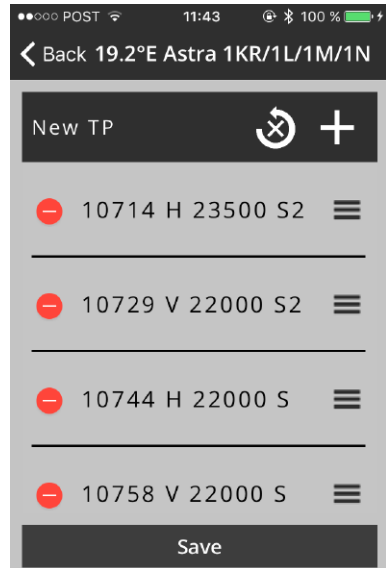 POST 11:43 100 %
Back 19.2°E Astra 1KR/1L/1M/1N
New TP
10714 H 23500 S2
10729 V 22000 S2
10744 H 22000 S
10758 V 22000 S
Save